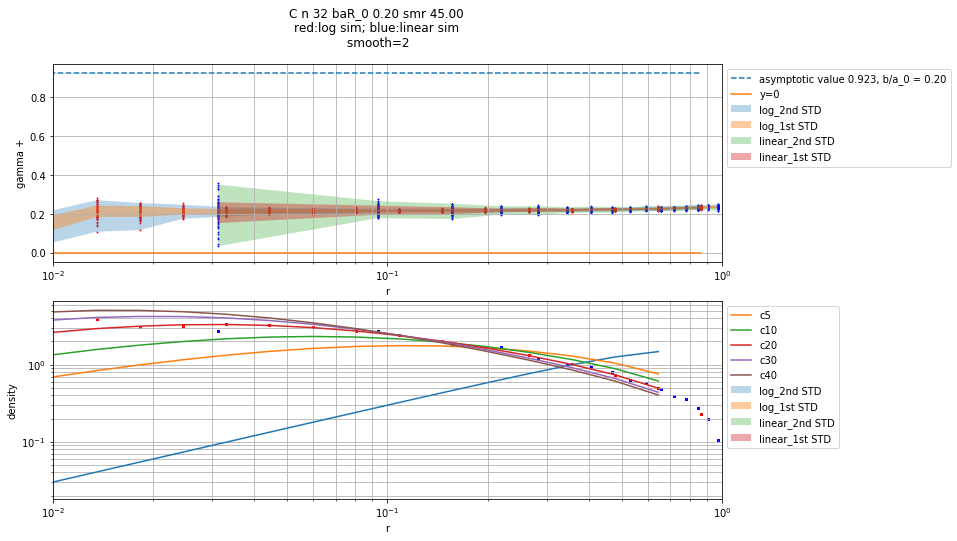 C n 32 baR_0 0.20 smr 45.00
red:log sim; blue:linear sim
smooth=2
gamma +
0.8
0.6
0.4
0.2
0.0
10⁻²
10⁻¹
10⁰
r
asymptotic value 0.923, b/a_0 = 0.20
y=0
log_2nd STD
log_1st STD
linear_2nd STD
linear_1st STD
density
10⁰
10⁻¹
10⁻²
10⁻¹
10⁰
r
c5
c10
c20
c30
c40
log_2nd STD
log_1st STD
linear_2nd STD
linear_1st STD